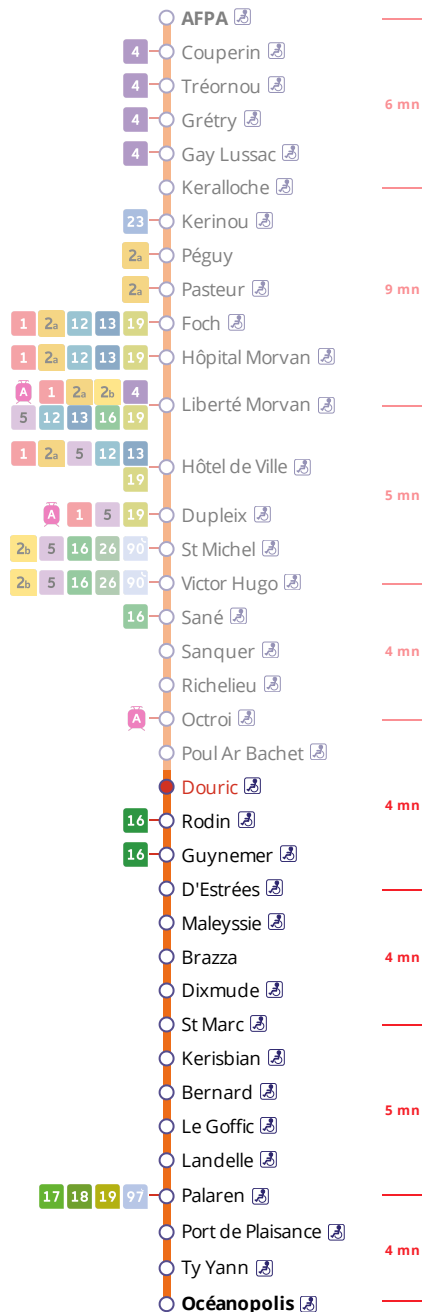 AFPA
4 Couperin
4 Tréornou
6 mn
4 Grétry
4 Gay Lussac
Keralloche
23 Kerinou
2a Péguy
2a Pasteur
9 mn
1 2a 12 13 19 Foch
1 2a 12 13 19 Hôpital Morvan
A 1 2a 2b 4
Liberté Morvan
5 12 13 16 19
1 2a 5 12 13
Hôtel de Ville
19
5 mn
A 1 5 19 Dupleix
2b 5 16 26 90 St Michel
2b 5 16 26 90 Victor Hugo
16 Sané
Sanquer
4 mn
Richelieu
A Octroi
Poul Ar Bachet
Douric
4 mn
16 Rodin
16 Guynemer
D'Estrées
Maleyssie
Brazza
4 mn
Dixmude
St Marc
Kerisbian
Bernard
5 mn
Le Goffic
Landelle
17 18 19 97 Palaren
Port de Plaisance
4 mn
Ty Yann
Océanopolis